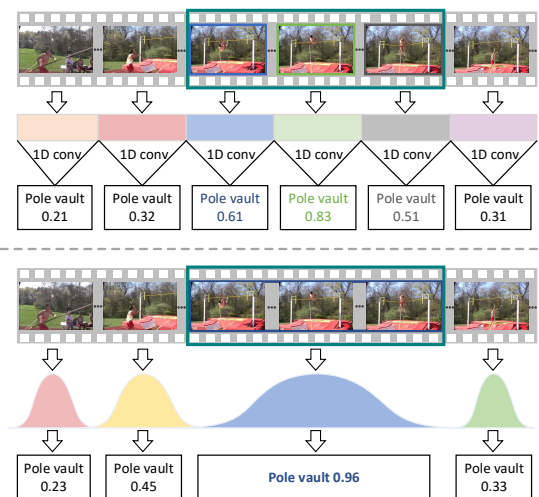 1D conv 1D conv 1D conv 1D conv 1D conv 1D conv
Pole vault Pole vault Pole vault Pole vault Pole vault Pole vault
0.21 0.32 0.61 0.83 0.51 0.31
Pole vault Pole vault Pole vault 0.96 Pole vault
0.23 0.45 0.33